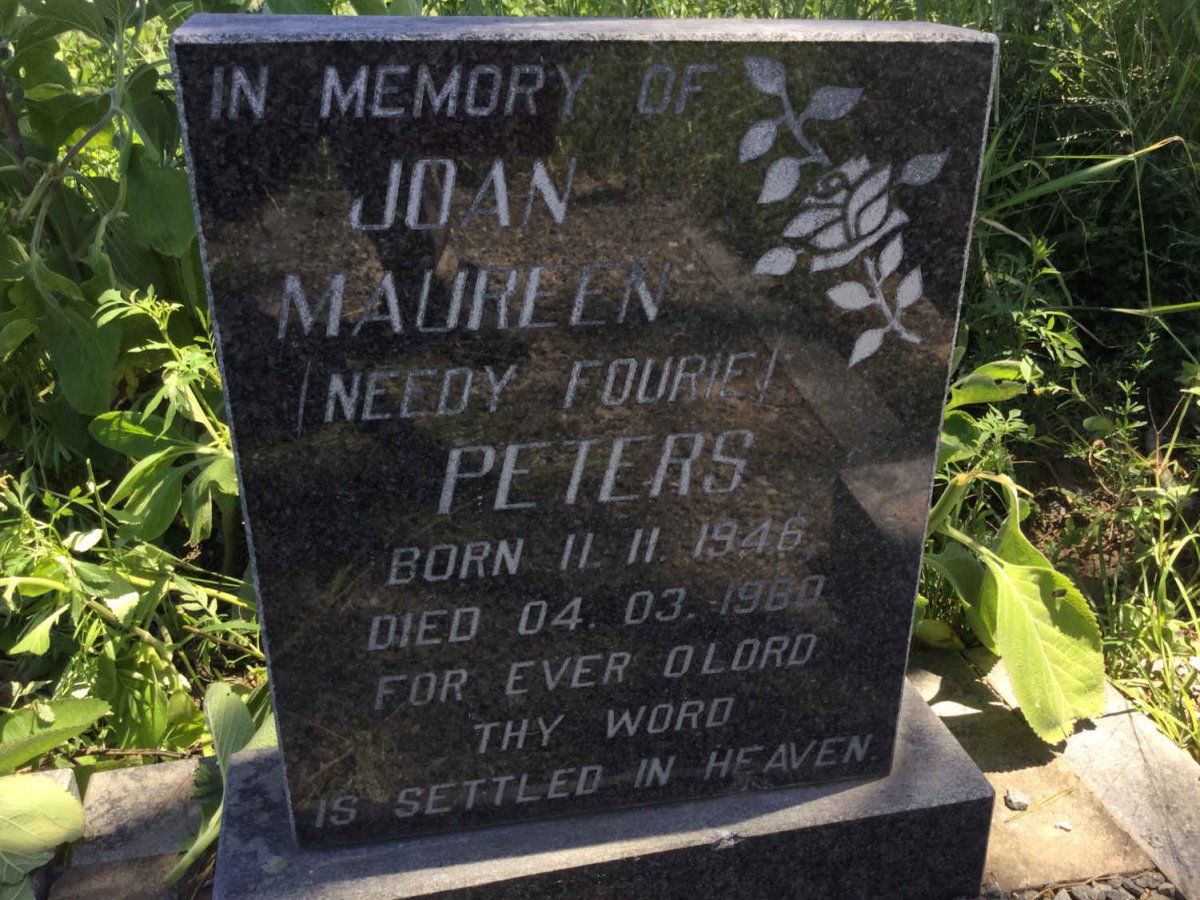 IN MEMORY OF
JOAN
MAUREEN
(NEEDY FOURIE)
PETERS
BORN 11. 11. 1946.
DIED 04. 03. 1980
FOR EVER O LORD
THY WORD
IS SETTLED IN HEAVEN.